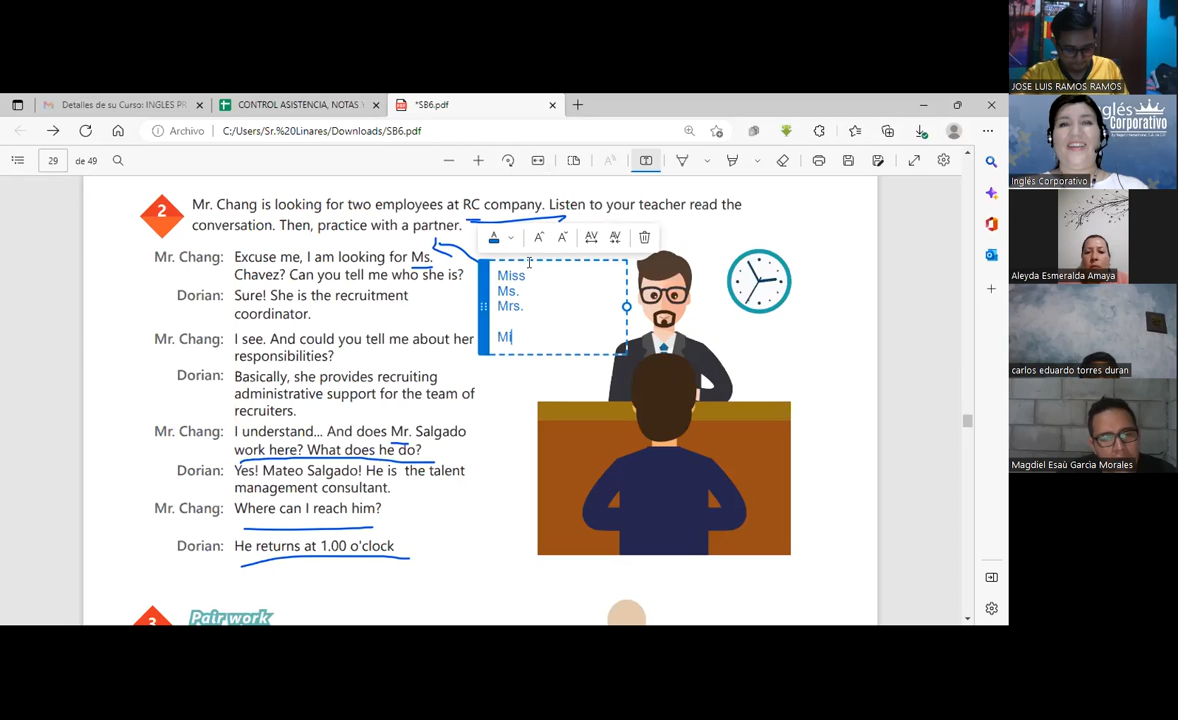 Detalles de su Curso: INGLES PR
CONTROL ASISTENCIA, NOTAS Y
*SB6.pdf
Archivo
C:/Users/Sr.%20Linares/Downloads/SB6.pdf
29 de 49
2
Mr. Chang is looking for two employees at RC company. Listen to your teacher read the
conversation. Then, practice with a partner.
Mr. Chang: Excuse me, I am looking for Ms.
Chavez? Can you tell me who she is?
Dorian: Sure! She is the recruitment
coordinator.
Mr. Chang: I see. And could you tell me about her
responsibilities?
Dorian: Basically, she provides recruiting
administrative support for the team of
recruiters.
Mr. Chang: I understand... And does Mr. Salgado
work here? What does he do?
Dorian: Yes! Mateo Salgado! He is the talent
management consultant.
Mr. Chang: Where can I reach him?
Dorian: He returns at 1.00 o'clock
Miss
Ms.
Mrs.
Mi
3
Pair work
JOSE LUIS RAMOS RAMOS
nglés
Corporativo
Inglés Corporativo
Aleyda Esmeralda Amaya
carlos eduardo torres duran
Magdiel Esaù Garcia Morales